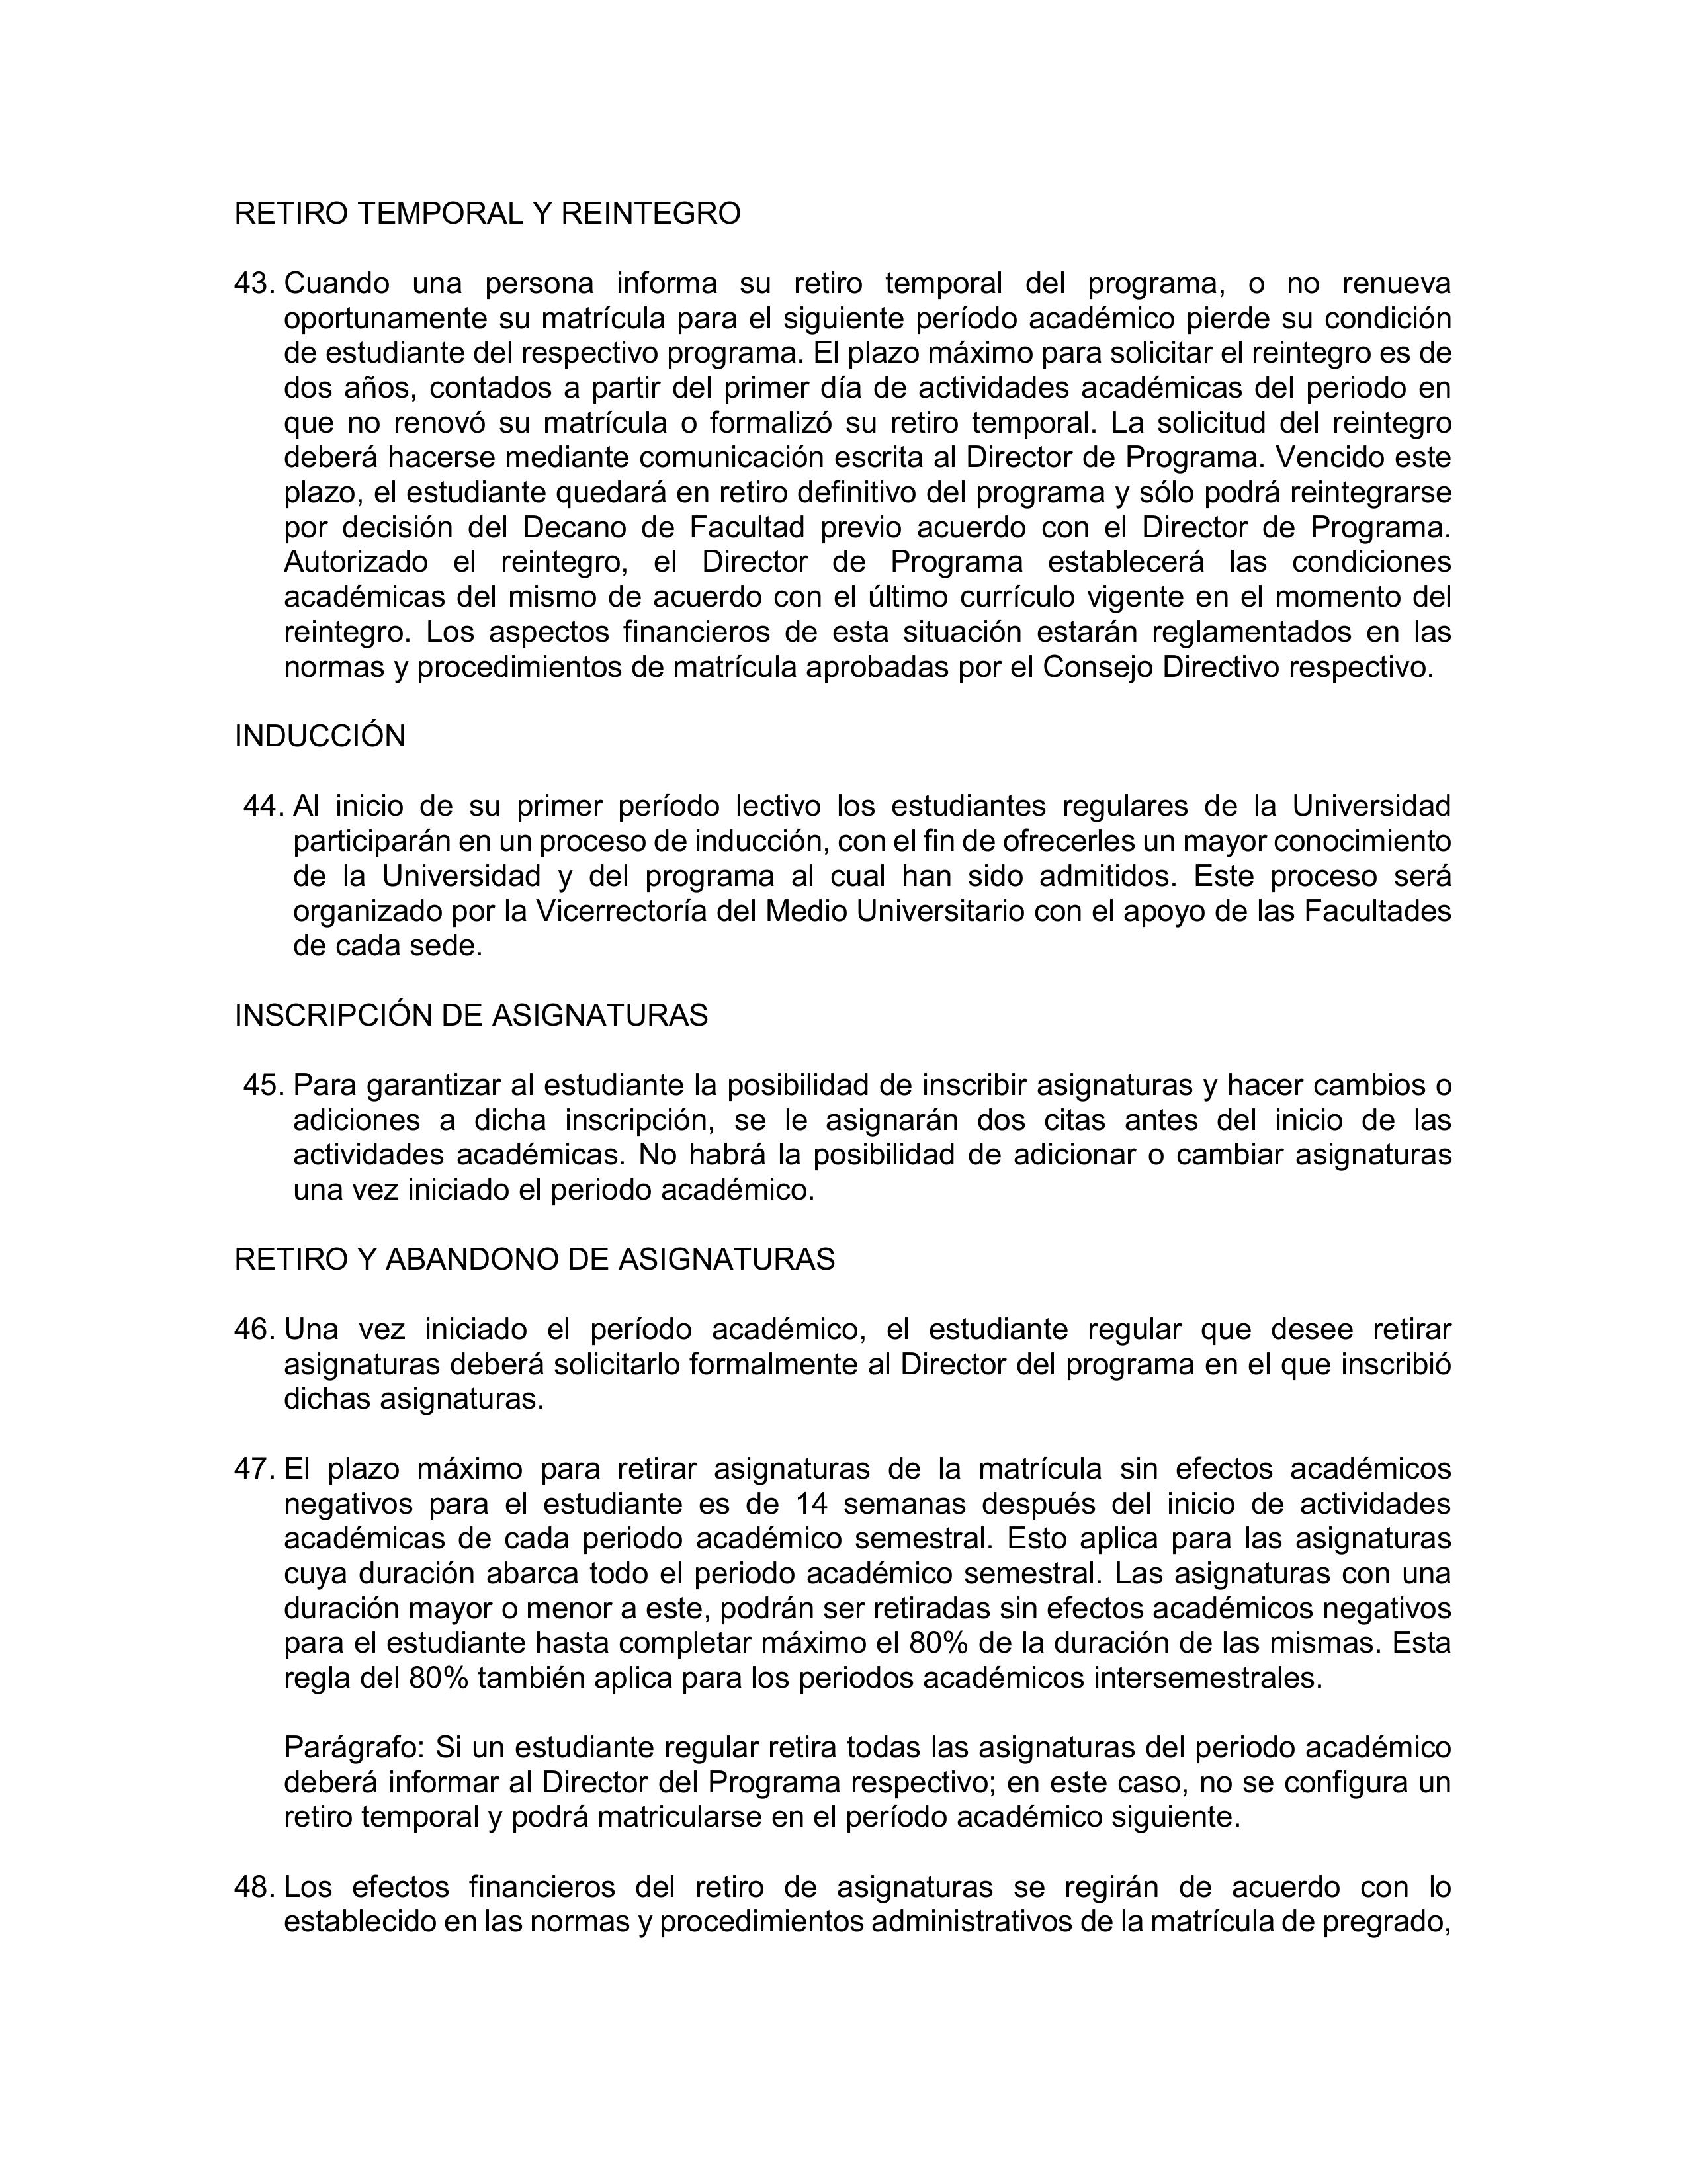 RETIRO TEMPORAL Y REINTEGRO
43. Cuando una persona informa su retiro temporal del programa, o no renueva
oportunamente su matrícula para el siguiente período académico pierde su condición
de estudiante del respectivo programa. El plazo máximo para solicitar el reintegro es de
dos años, contados a partir del primer día de actividades académicas del periodo en
que no renovó su matrícula o formalizó su retiro temporal. La solicitud del reintegro
deberá hacerse mediante comunicación escrita al Director de Programa. Vencido este
plazo, el estudiante quedará en retiro definitivo del programa y sólo podrá reintegrarse
por decisión del Decano de Facultad previo acuerdo con el Director de Programa.
Autorizado el reintegro, el Director de Programa establecerá las condiciones
académicas del mismo de acuerdo con el último currículo vigente en el momento del
reintegro. Los aspectos financieros de esta situación estarán reglamentados en las
normas y procedimientos de matrícula aprobadas por el Consejo Directivo respectivo.
INDUCCIÓN
44. Al inicio de su primer período lectivo los estudiantes regulares de la Universidad
participarán en un proceso de inducción, con el fin de ofrecerles un mayor conocimiento
de la Universidad y del programa al cual han sido admitidos. Este proceso será
organizado por la Vicerrectoría del Medio Universitario con el apoyo de las Facultades
de cada sede.
INSCRIPCIÓN DE ASIGNATURAS
45. Para garantizar al estudiante la posibilidad de inscribir asignaturas y hacer cambios o
adiciones a dicha inscripción, se le asignarán dos citas antes del inicio de las
actividades académicas. No habrá la posibilidad de adicionar o cambiar asignaturas
una vez iniciado el periodo académico.
RETIRO Y ABANDONO DE ASIGNATURAS
46. Una vez iniciado el período académico, el estudiante regular que desee retirar
asignaturas deberá solicitarlo formalmente al Director del programa en el que inscribió
dichas asignaturas.
47. El plazo máximo para retirar asignaturas de la matrícula sin efectos académicos
negativos para el estudiante es de 14 semanas después del inicio de actividades
académicas de cada periodo académico semestral. Esto aplica para las asignaturas
cuya duración abarca todo el periodo académico semestral. Las asignaturas con una
duración mayor o menor a este, podrán ser retiradas sin efectos académicos negativos
para el estudiante hasta completar máximo el 80% de la duración de las mismas. Esta
regla del 80% también aplica para los periodos académicos intersemestrales.
Parágrafo: Si un estudiante regular retira todas las asignaturas del periodo académico
deberá informar al Director del Programa respectivo; en este caso, no se configura un
retiro temporal y podrá matricularse en el período académico siguiente.
48. Los efectos financieros del retiro de asignaturas se regirán de acuerdo con lo
establecido en las normas y procedimientos administrativos de la matrícula de pregrado,